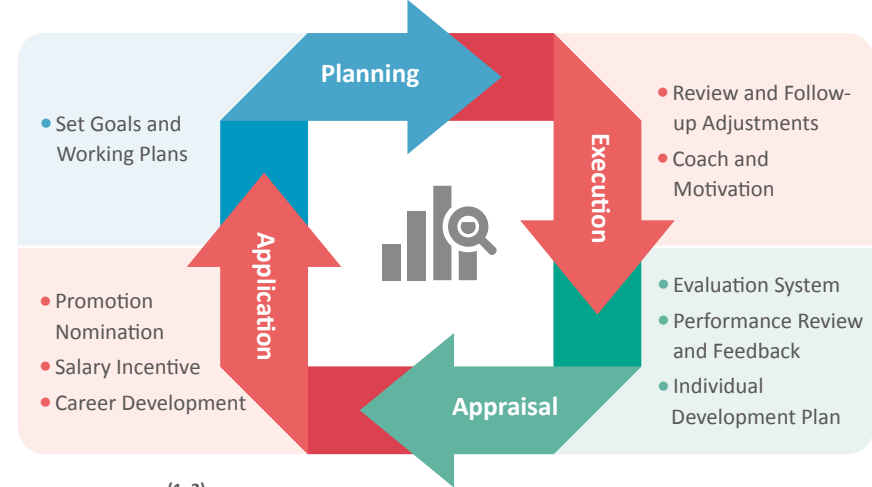 Planning
• Set Goals and
Working Plans
Execution
• Review and Follow-
up Adjustments
• Coach and
Motivation
Appraisal
• Evaluation System
• Performance Review
and Feedback
• Individual
Development Plan
Application
• Promotion
Nomination
• Salary Incentive
• Career Development